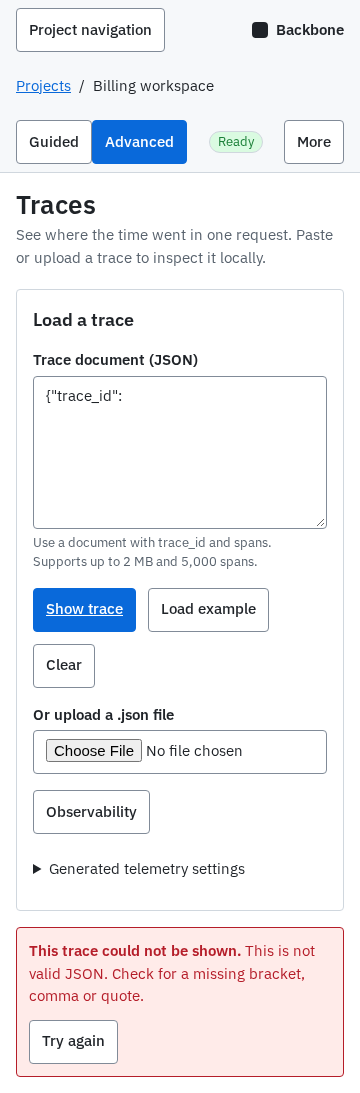 Project navigation
Backbone
Projects / Billing workspace
Guided
Advanced
Ready
More
Traces
See where the time went in one request. Paste
or upload a trace to inspect it locally.
Load a trace
Trace document (JSON)
{"trace_id":
Use a document with trace_id and spans.
Supports up to 2 MB and 5,000 spans.
Show trace
Load example
Clear
Or upload a .json file
Choose File No file chosen
Observability
Generated telemetry settings
This trace could not be shown. This is not
valid JSON. Check for a missing bracket,
comma or quote.
Try again